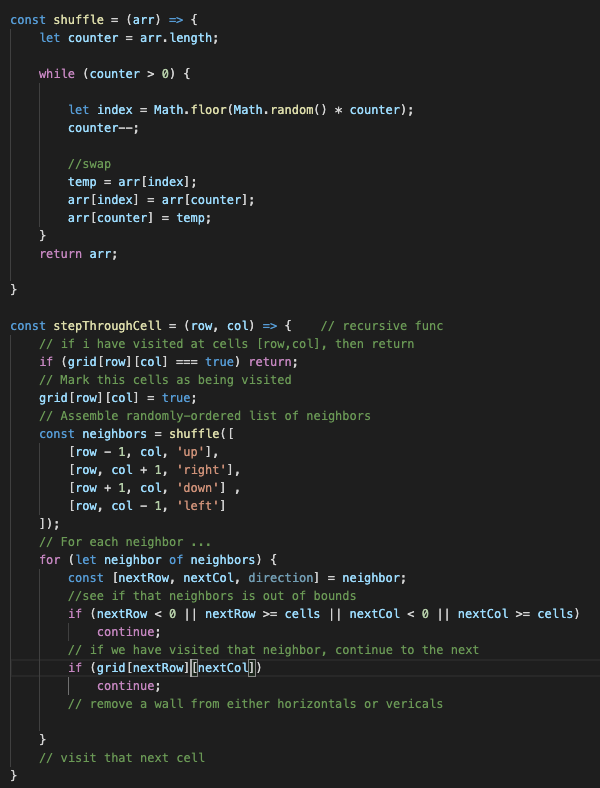 const shuffle = (arr) => {
    let counter = arr.length;
    while (counter > 0) {
        let index = Math.floor(Math.random() * counter);
        counter--;
        //swap
        temp = arr[index];
        arr[index] = arr[counter];
        arr[counter] = temp;
    }
    return arr;
}
const stepThroughCell = (row, col) => {    // recursive func
    // if i have visited at cells [row,col], then return
    if (grid[row][col] === true) return;
    // Mark this cells as being visited
    grid[row][col] = true;
    // Assemble randomly-ordered list of neighbors
    const neighbors = shuffle([
        [row - 1, col, 'up'],
        [row, col + 1, 'right'],
        [row + 1, col, 'down'] ,
        [row, col - 1, 'left']
    ]);
    // For each neighbor ...
    for (let neighbor of neighbors) {
        const [nextRow, nextCol, direction] = neighbor;
        //see if that neighbors is out of bounds
        if (nextRow < 0 || nextRow >= cells || nextCol < 0 || nextCol >= cells)
            continue;
        // if we have visited that neighbor, continue to the next
        if (grid[nextRow][nextCol])
            continue;
        // remove a wall from either horizontals or vericals
    }
    // visit that next cell
}